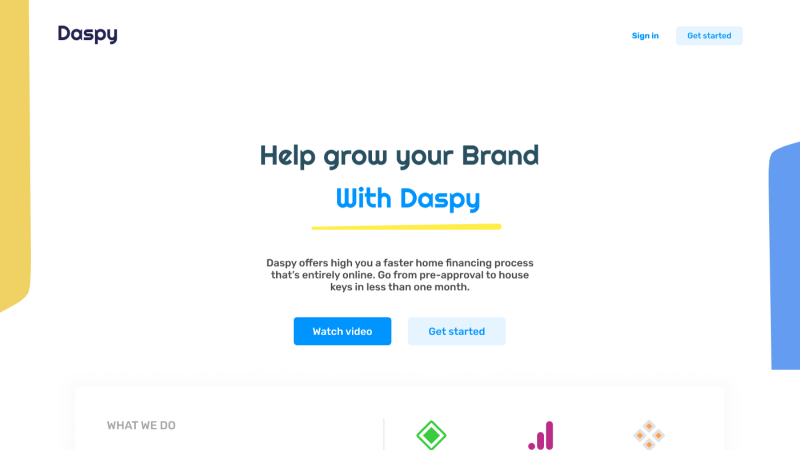 Daspy
Sign in
Get started
Help grow your Brand
With Daspy
Daspy offers high you a faster home financing process
that's entirely online. Go from pre-approval to house
keys in less than one month.
Watch video
Get started
WHAT WE DO